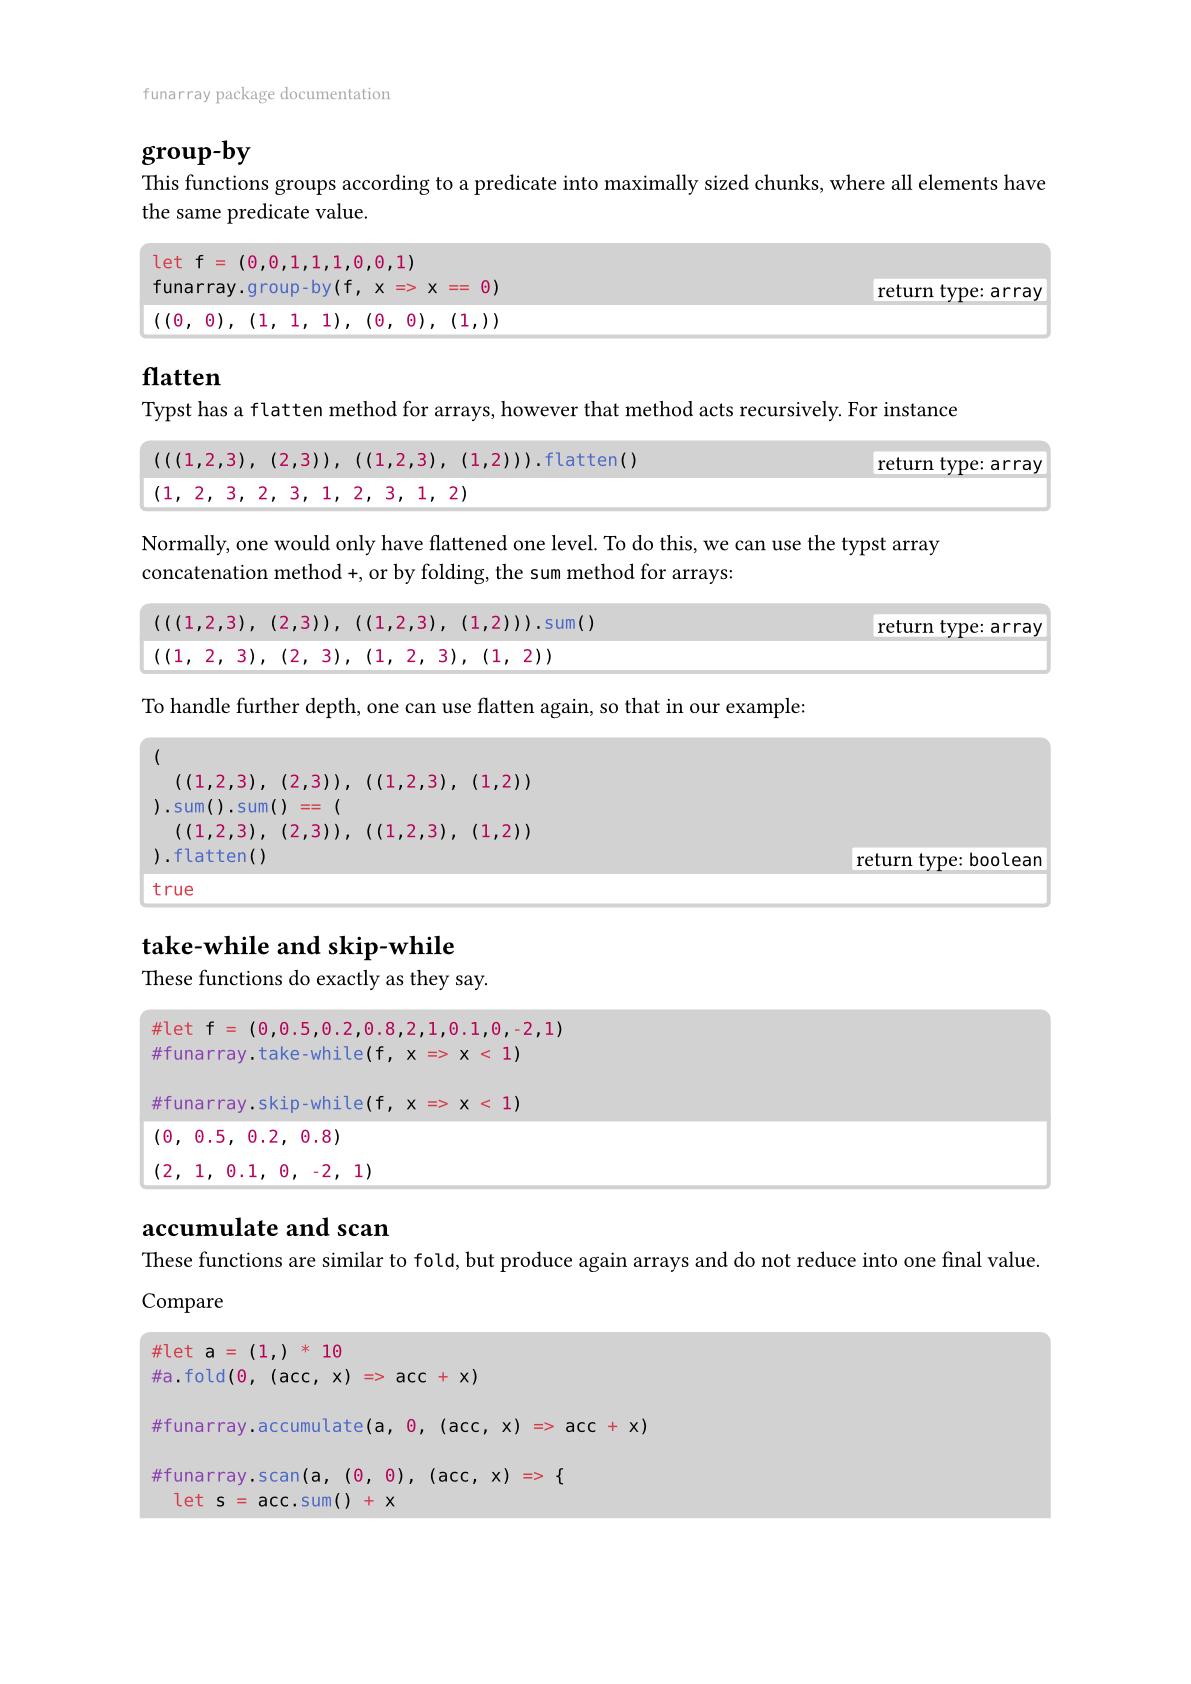 funarray package documentation
group-by
This functions groups according to a predicate into maximally sized chunks, where all elements have
the same predicate value.
let f = (0,0,1,1,1,0,0,1)
funarray.group-by(f, x => x == 0)
return type: array
((0, 0), (1, 1, 1), (0, 0), (1,))
flatten
Typst has a flatten method for arrays, however that method acts recursively. For instance
(((1,2,3), (2,3)), ((1,2,3), (1,2))).flatten()
return type: array
(1, 2, 3, 2, 3, 1, 2, 3, 1, 2)
Normally, one would only have flattened one level. To do this, we can use the typst array
concatenation method +, or by folding, the sum method for arrays:
(((1,2,3), (2,3)), ((1,2,3), (1,2))).sum()
return type: array
((1, 2, 3), (2, 3), (1, 2, 3), (1, 2))
To handle further depth, one can use flatten again, so that in our example:
(
  ((1,2,3), (2,3)), ((1,2,3), (1,2))
).sum().sum() == (
  ((1,2,3), (2,3)), ((1,2,3), (1,2))
).flatten()
return type: boolean
true
take-while and skip-while
These functions do exactly as they say.
#let f = (0,0.5,0.2,0.8,2,1,0.1,0,-2,1)
#funarray.take-while(f, x => x < 1)
#funarray.skip-while(f, x => x < 1)
(0, 0.5, 0.2, 0.8)
(2, 1, 0.1, 0, -2, 1)
accumulate and scan
These functions are similar to fold, but produce again arrays and do not reduce into one final value.
Compare
#let a = (1,) * 10
#a.fold(0, (acc, x) => acc + x)
#funarray.accumulate(a, 0, (acc, x) => acc + x)
#funarray.scan(a, (0, 0), (acc, x) => {
  let s = acc.sum() + x